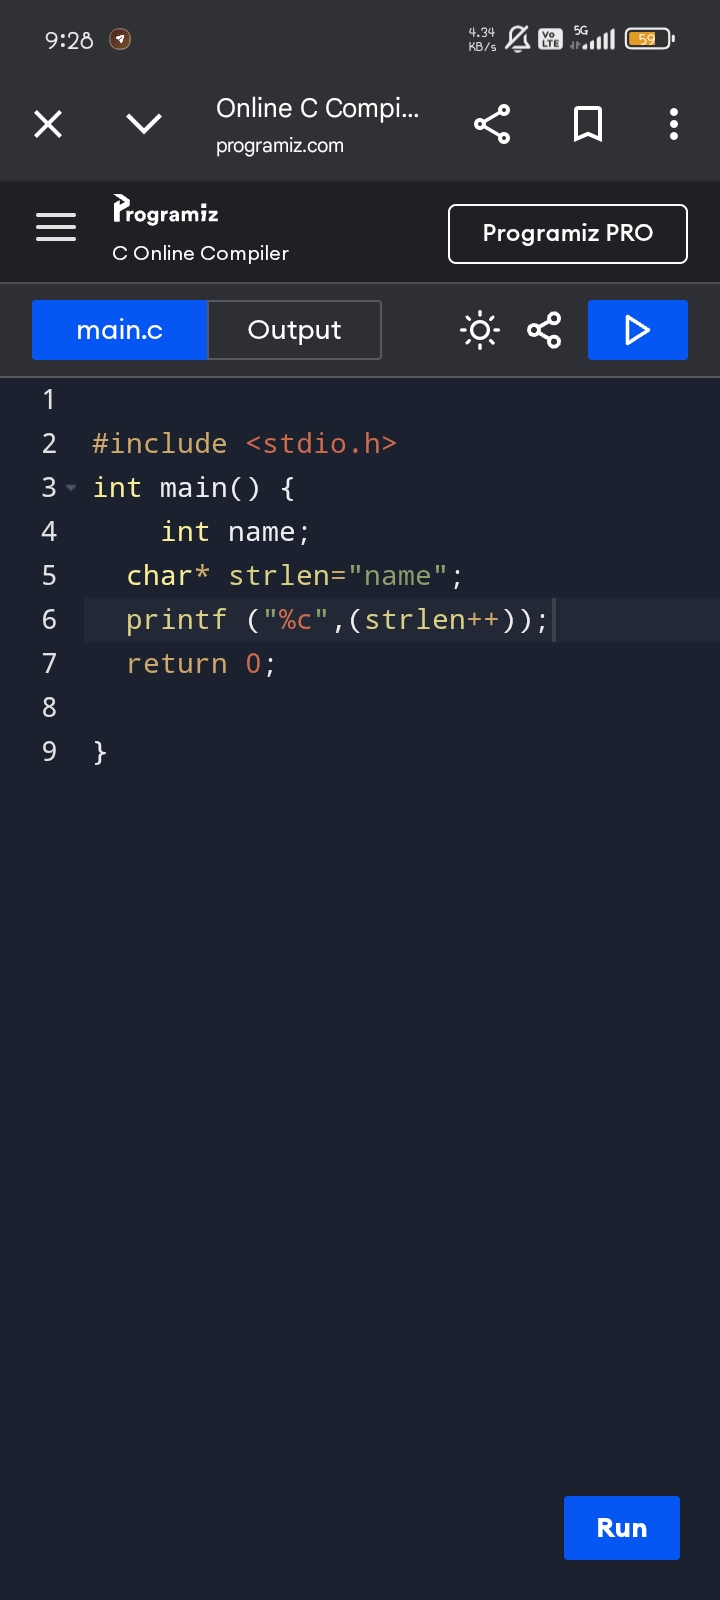 9:28 4.34 KB/s Vo LTE 5G 59
Online C Compi...
programiz.com
Programiz
C Online Compiler
Programiz PRO
main.c Output
1
2 #include <stdio.h>
3 int main() {
4     int name;
5   char* strlen="name";
6   printf ("%c",(strlen++));
7   return 0;
8
9 }
Run